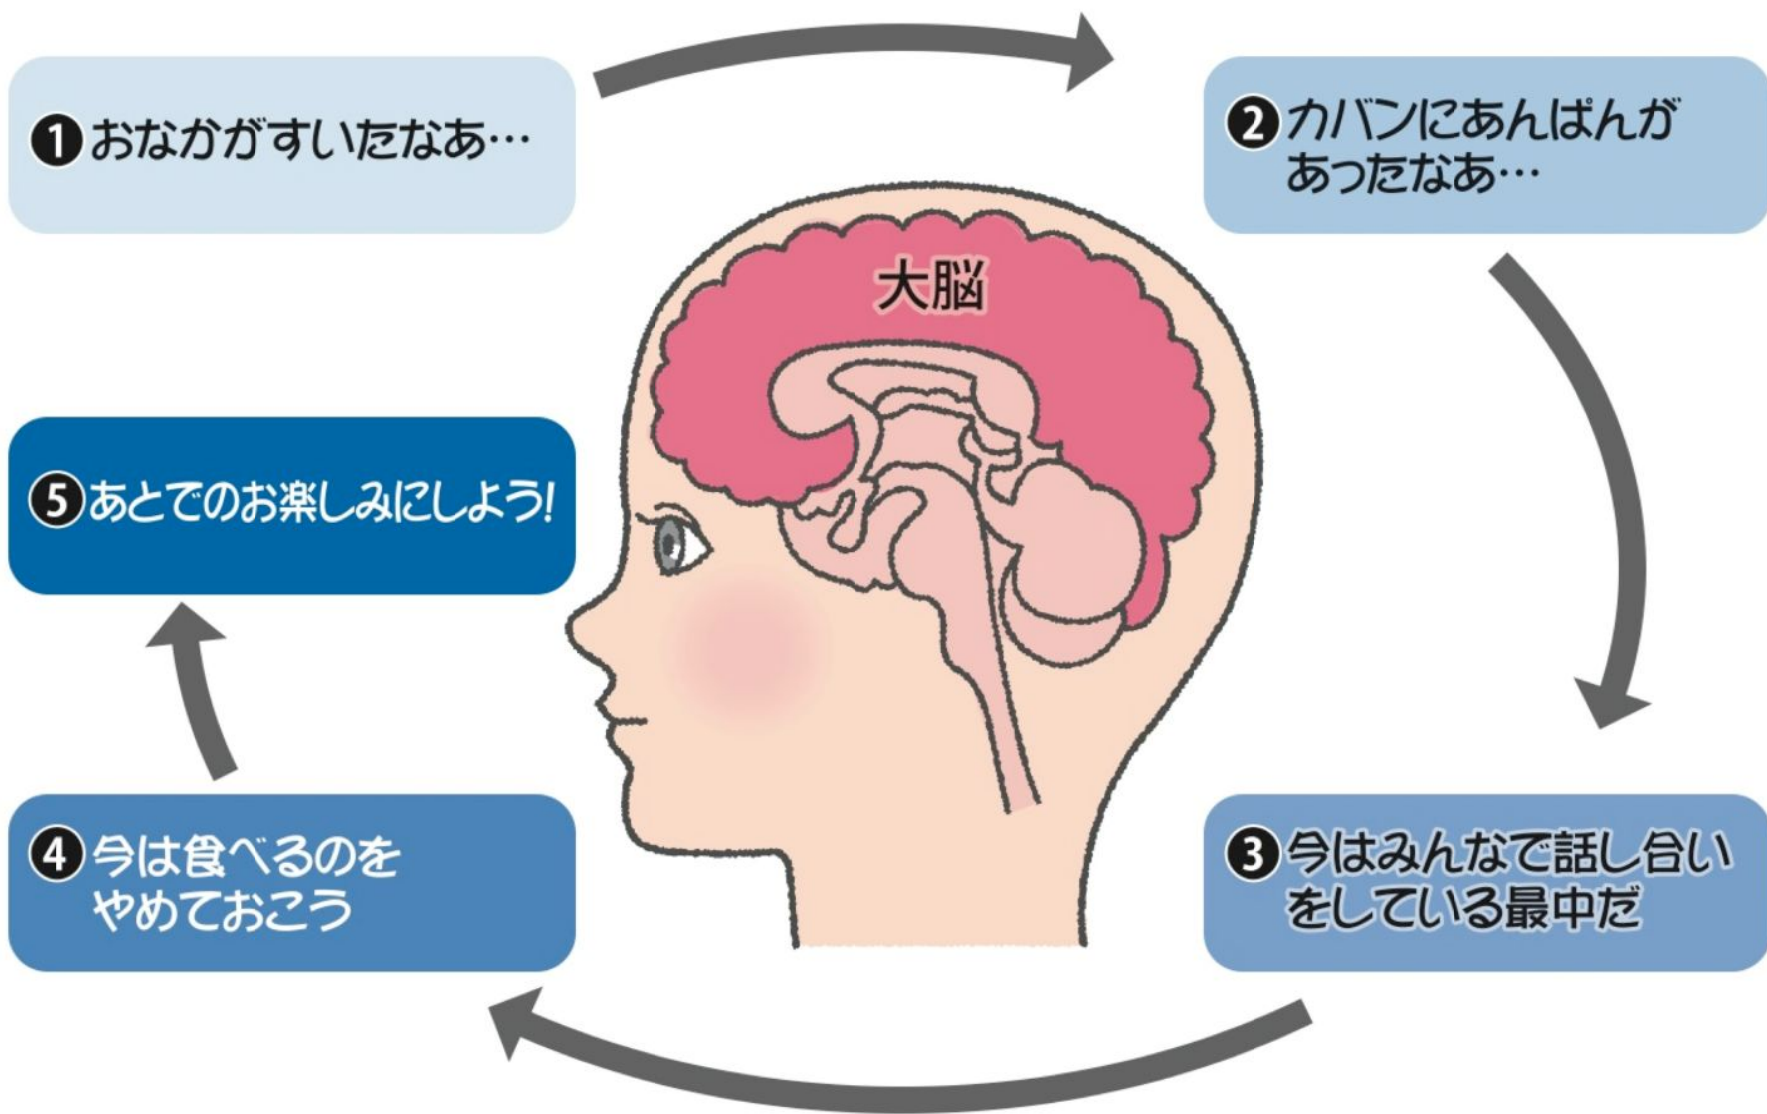 ❶おなかがすいたなあ…
❷カバンにあんぱんが
あったなあ…
大脳
❸今はみんなで話し合い
をしている最中だ
❹今は食べるのを
やめておこう
❺あとでのお楽しみにしよう!